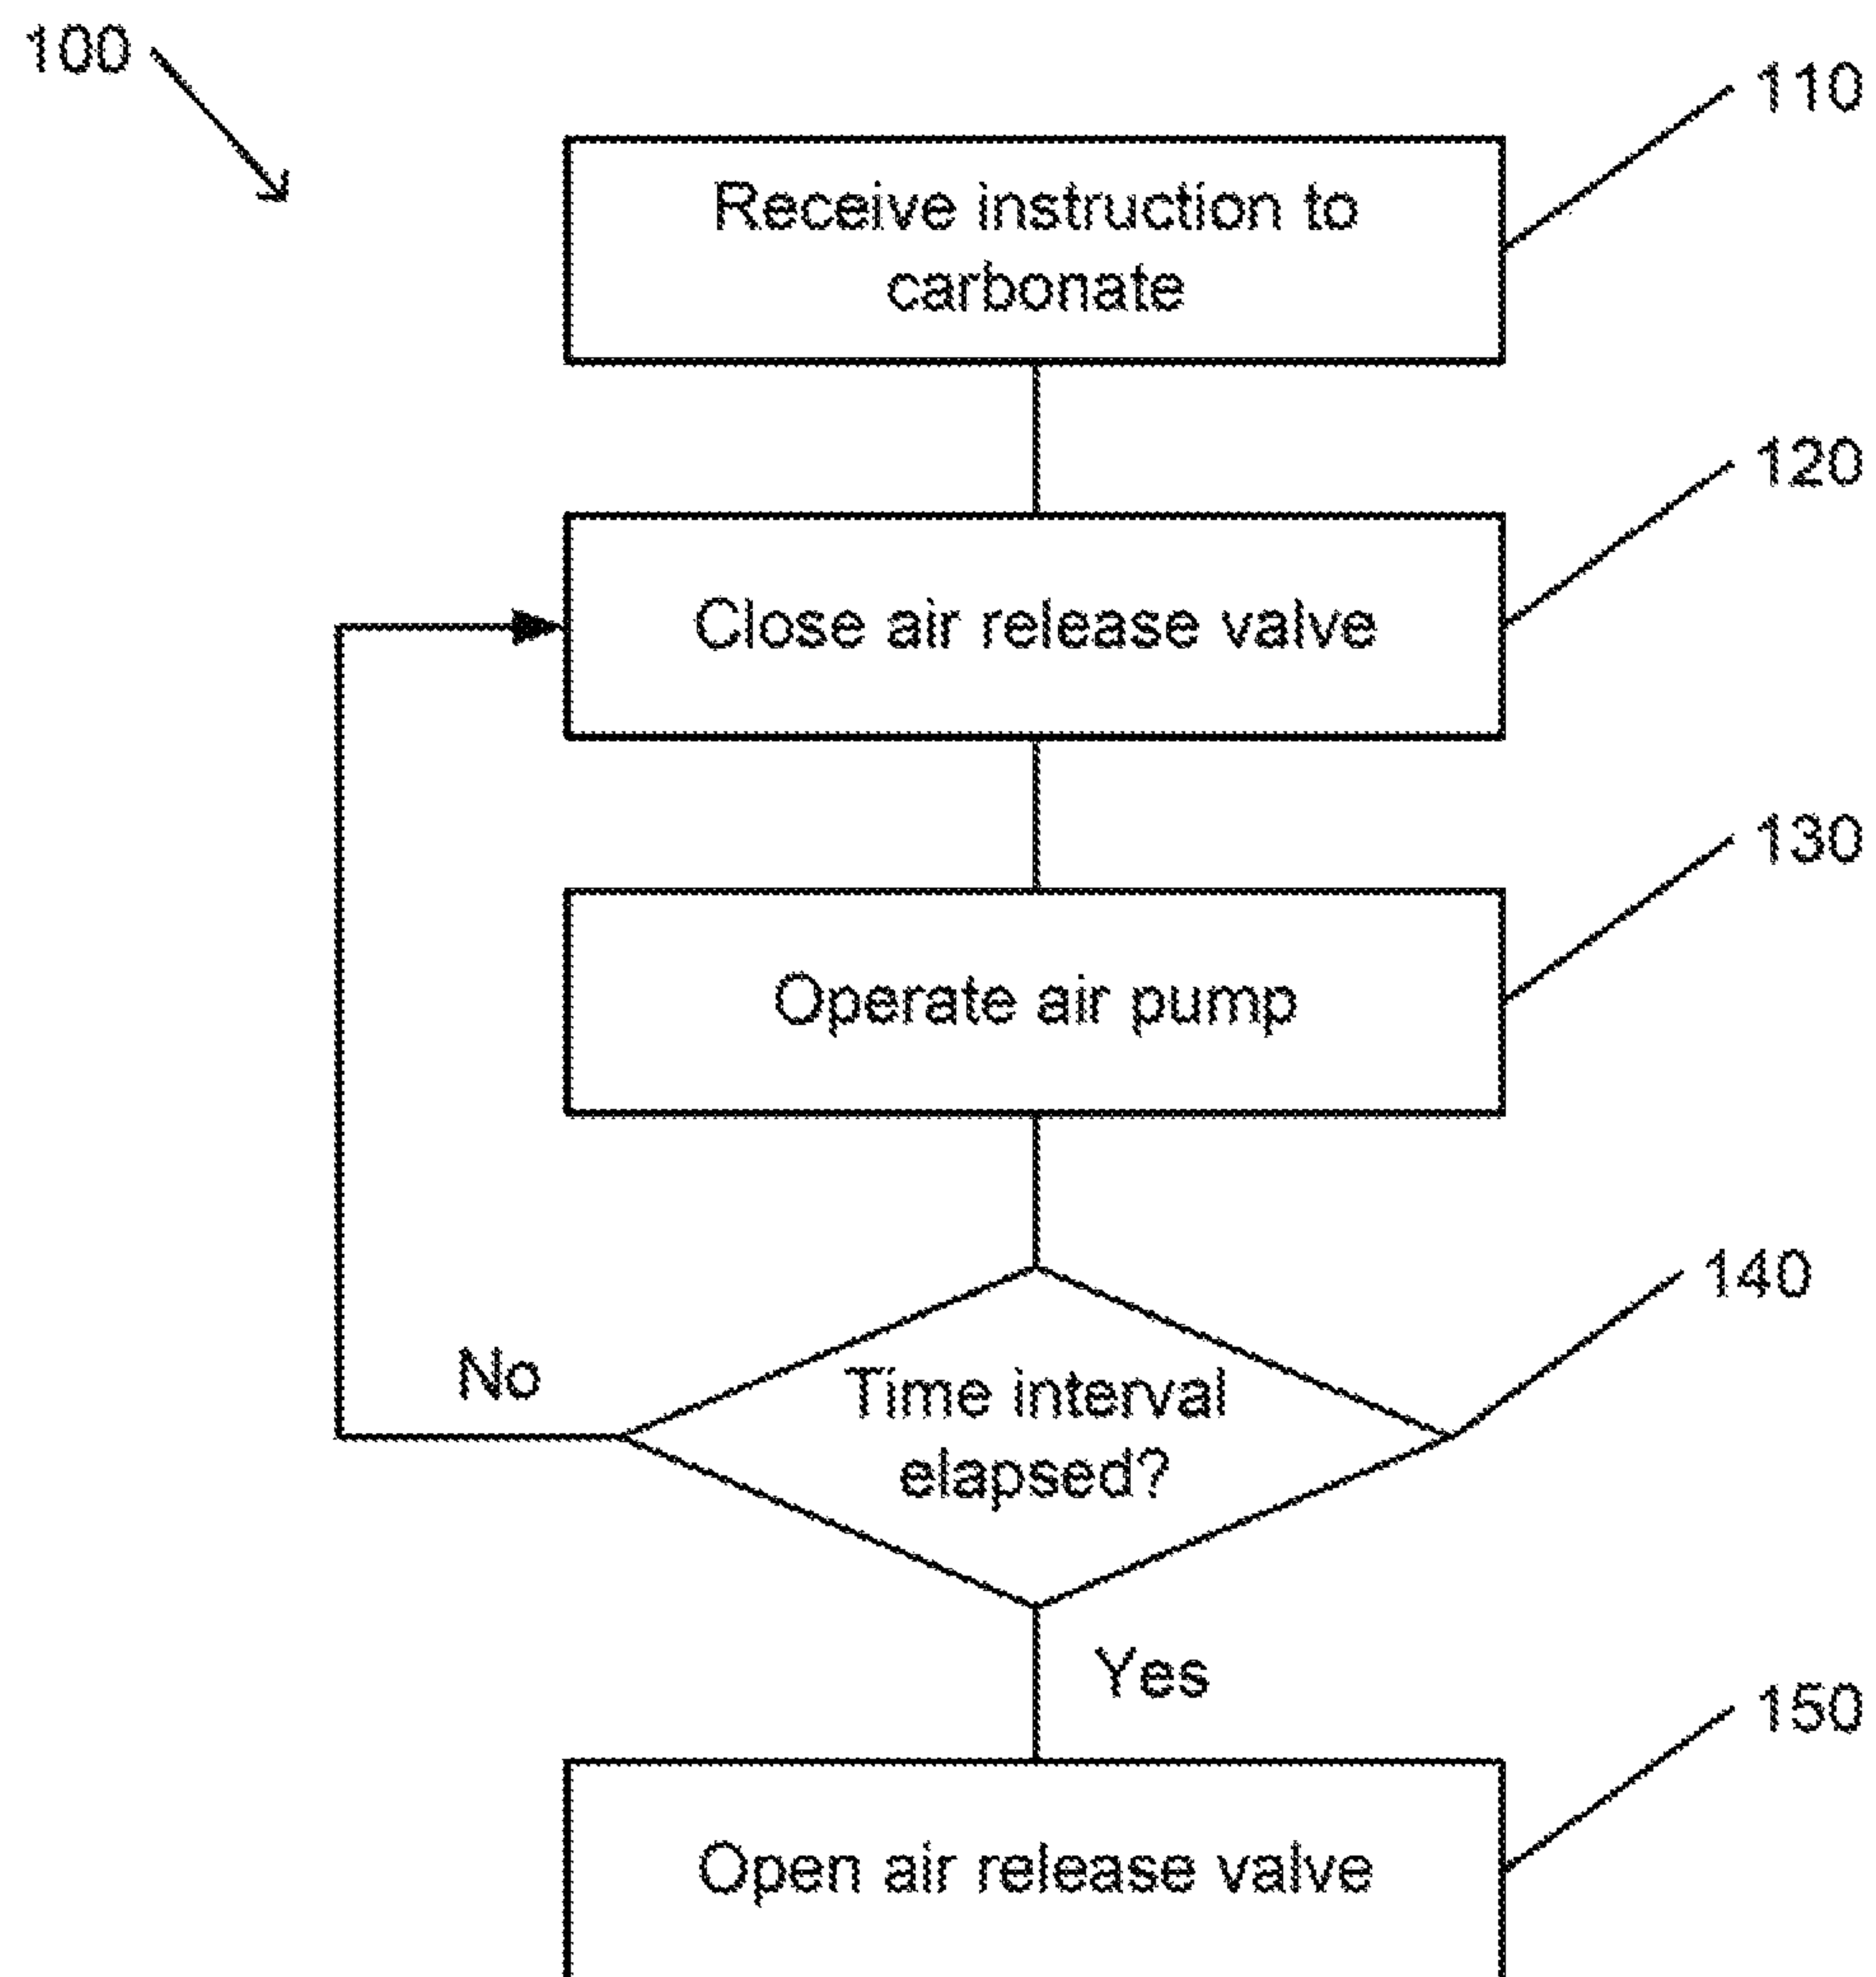 100
110
Receive instruction to
carbonate
120
Close air release valve
130
Operate air pump
140
No
Time interval
elapsed?
Yes
150
Open air release valve